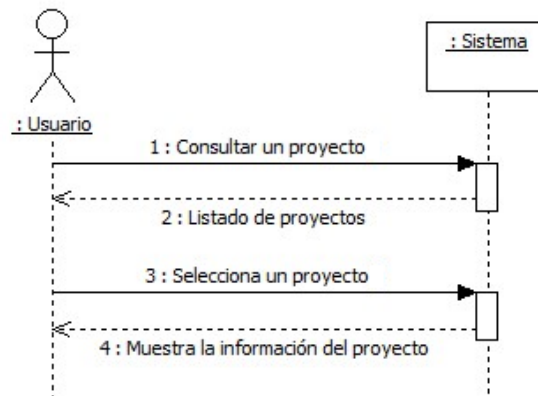 : Sistema
: Usuario
1 : Consultar un proyecto
2 : Listado de proyectos
3 : Selecciona un proyecto
4 : Muestra la información del proyecto